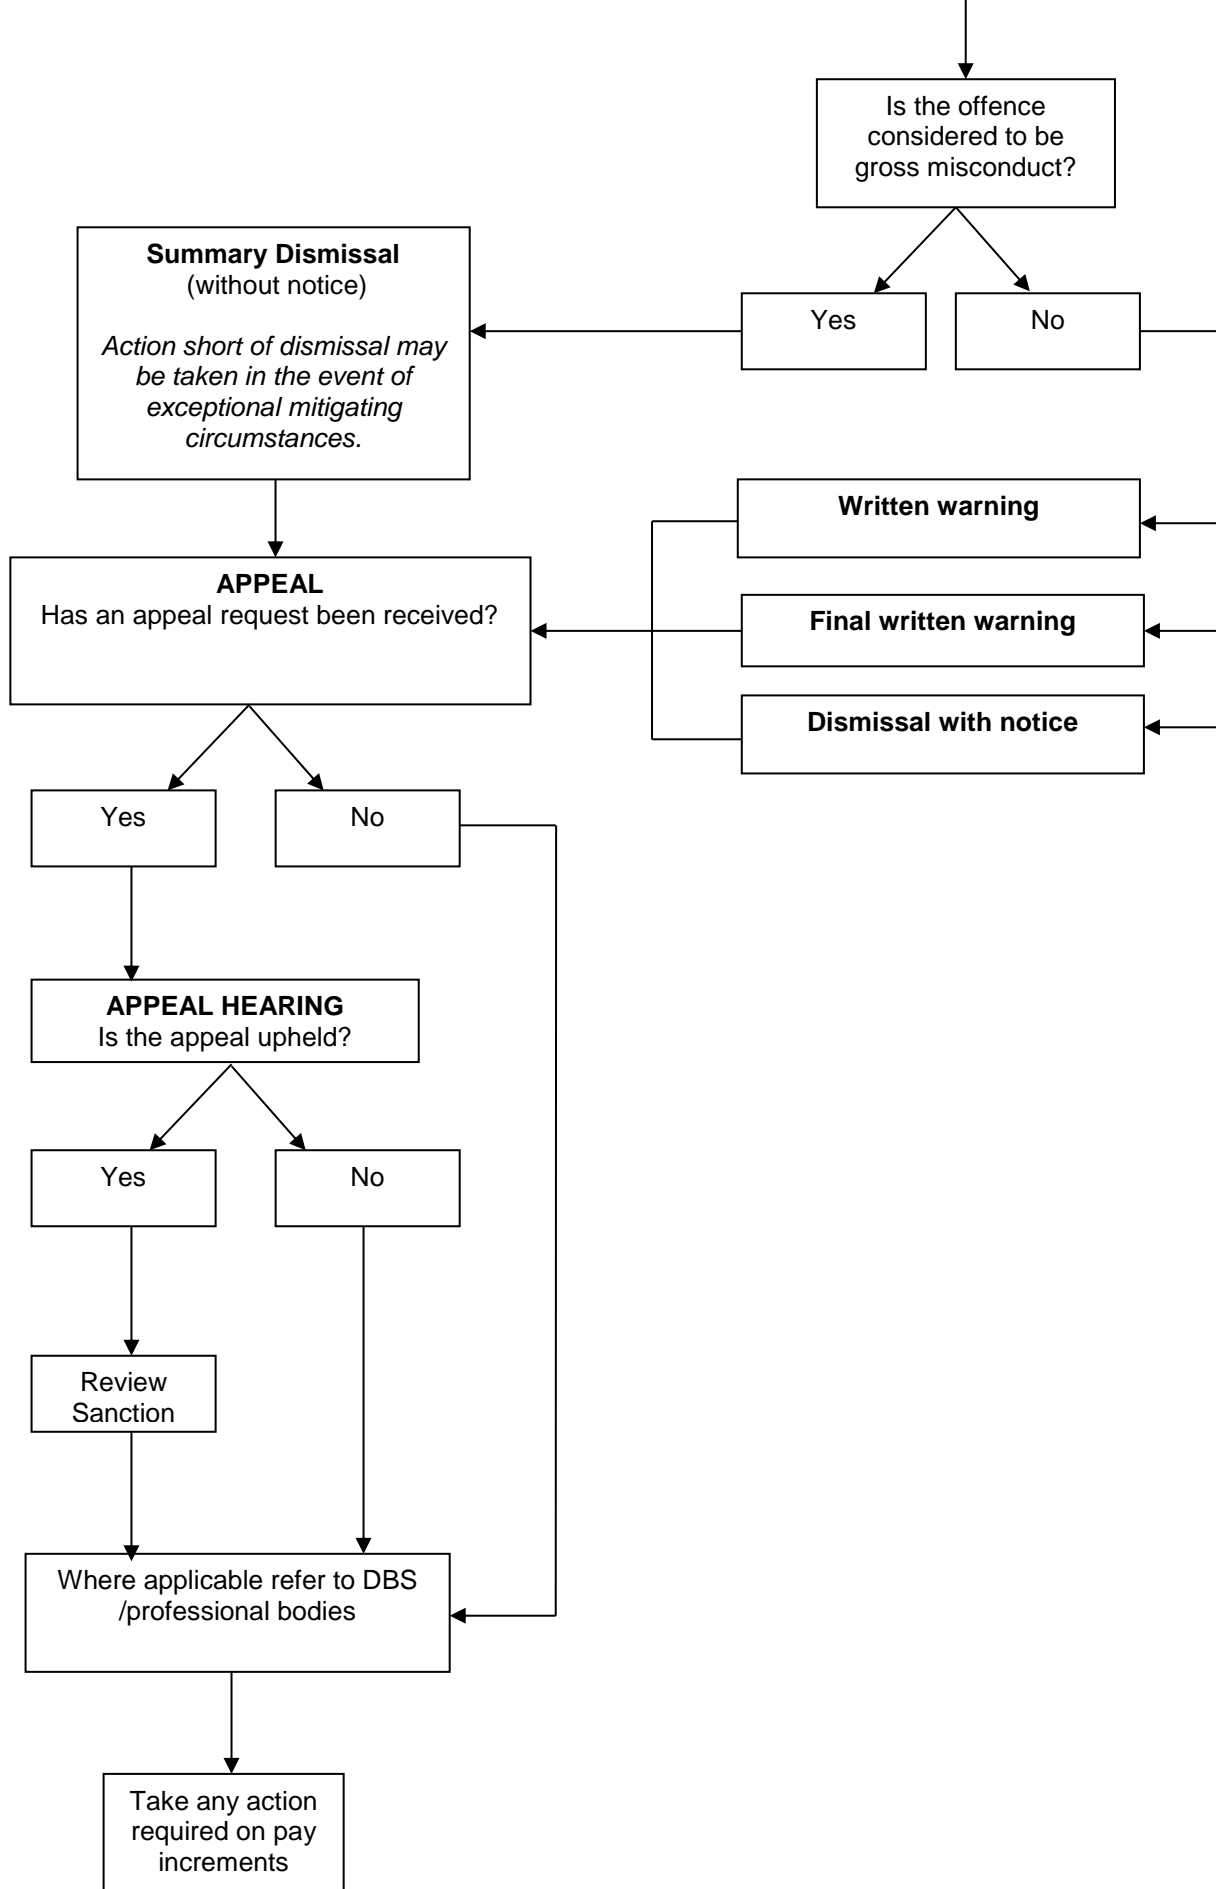 Is the offence
considered to be
gross misconduct?
Summary Dismissal
(without notice)
Action short of dismissal may
be taken in the event of
exceptional mitigating
circumstances.
Yes
No
Written warning
APPEAL
Has an appeal request been received?
Final written warning
Dismissal with notice
Yes
No
APPEAL HEARING
Is the appeal upheld?
Yes
No
Review
Sanction
Where applicable refer to DBS
/professional bodies
Take any action
required on pay
increments